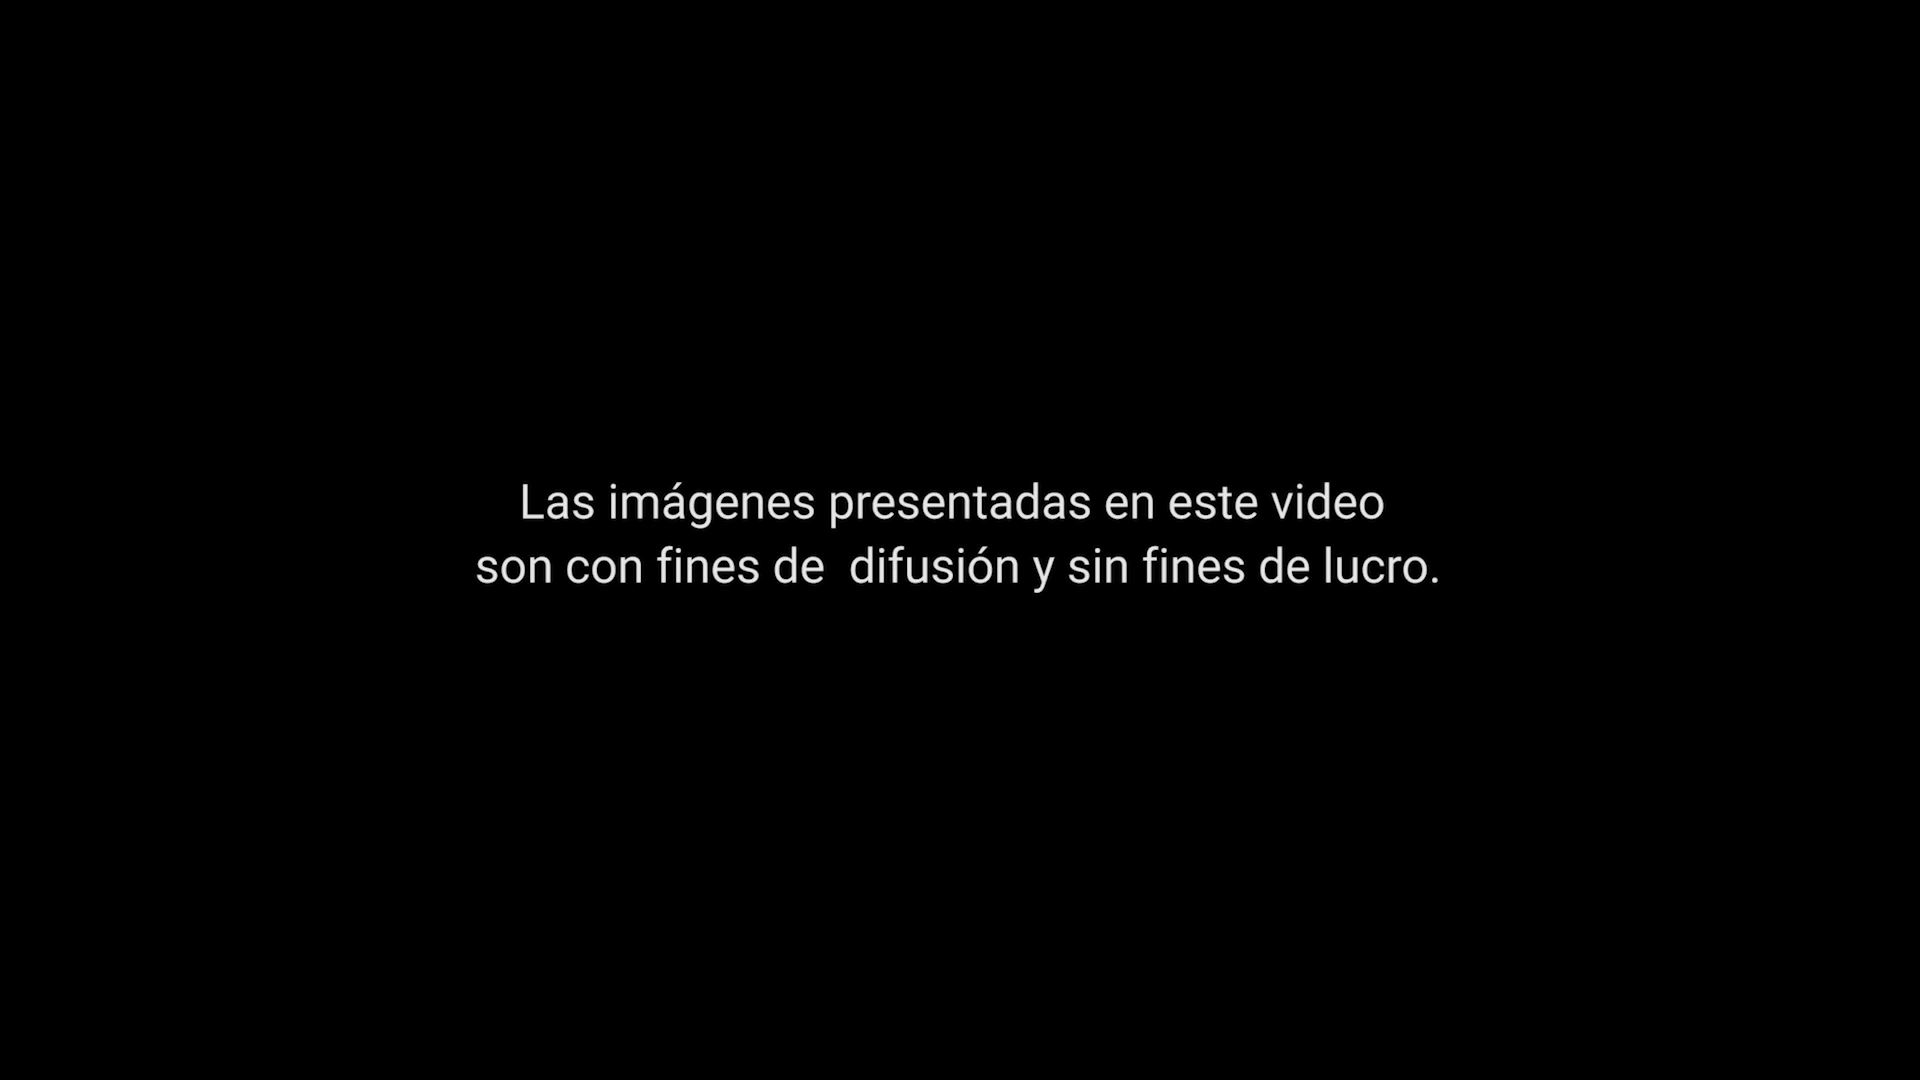 Las imágenes presentadas en este video
son con fines de  difusión y sin fines de lucro.